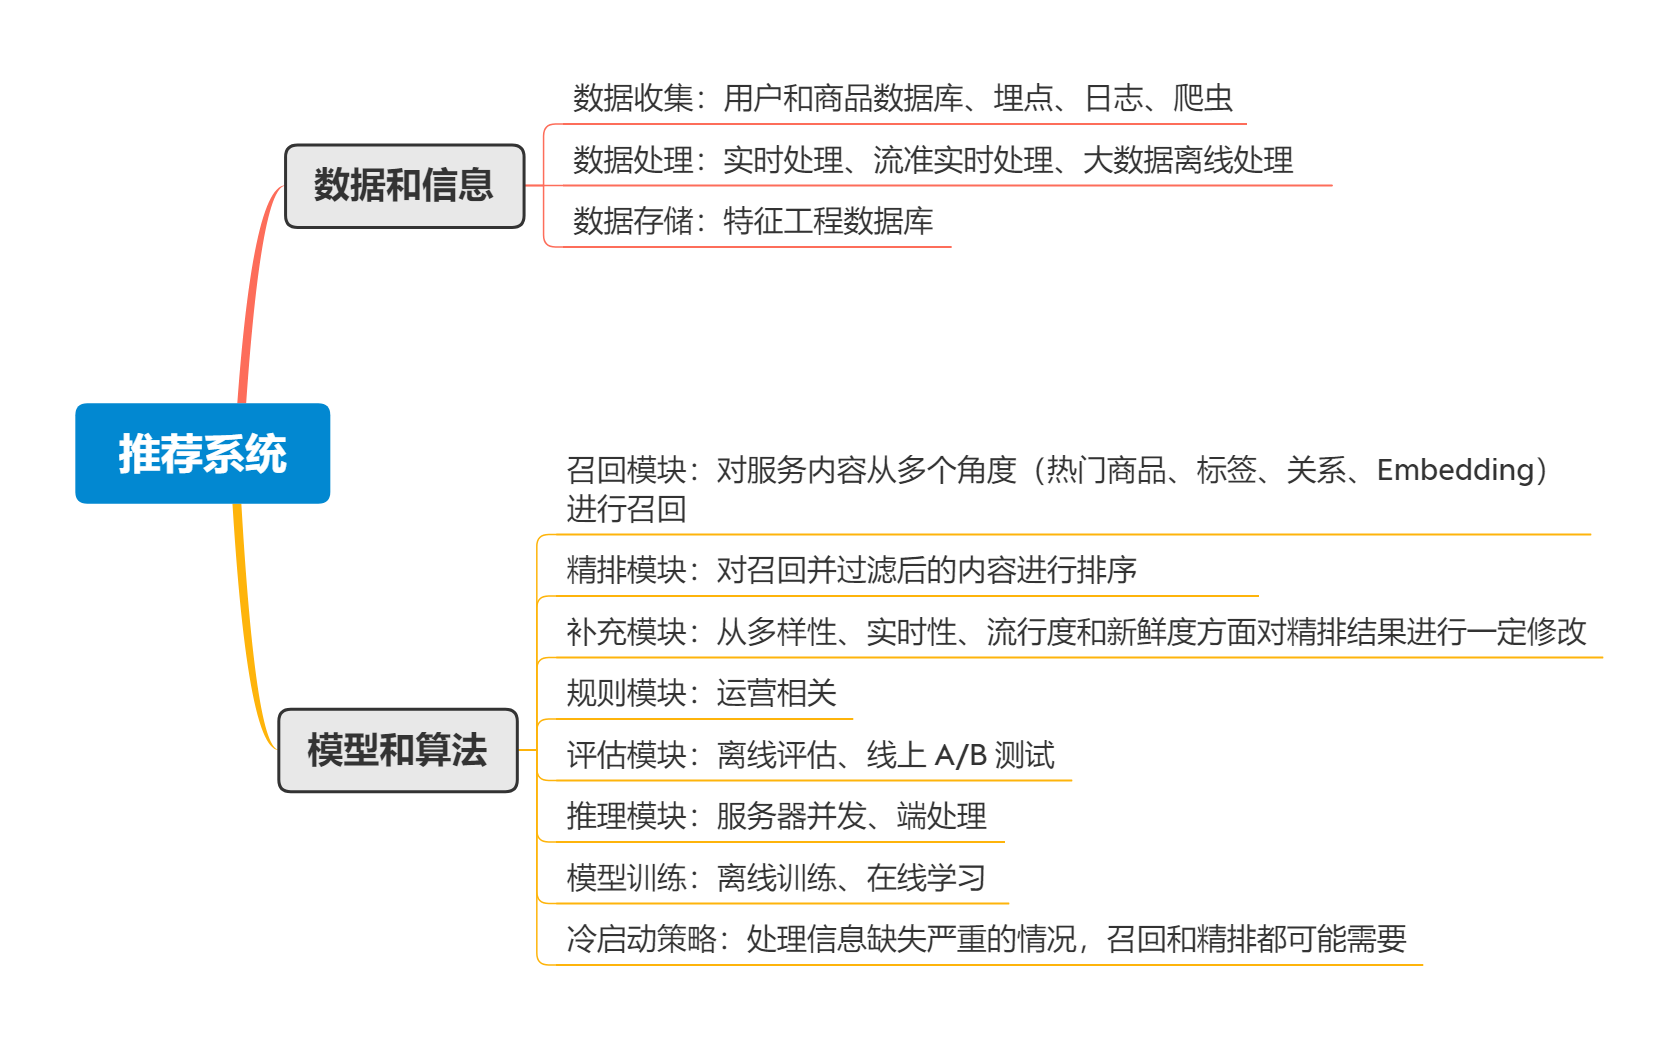 推荐系统
数据和信息
数据收集：用户和商品数据库、埋点、日志、爬虫
数据处理：实时处理、流准实时处理、大数据离线处理
数据存储：特征工程数据库
模型和算法
召回模块：对服务内容从多个角度（热门商品、标签、关系、Embedding）
进行召回
精排模块：对召回并过滤后的内容进行排序
补充模块：从多样性、实时性、流行度和新鲜度方面对精排结果进行一定修改
规则模块：运营相关
评估模块：离线评估、线上 A/B 测试
推理模块：服务器并发、端处理
模型训练：离线训练、在线学习
冷启动策略：处理信息缺失严重的情况，召回和精排都可能需要